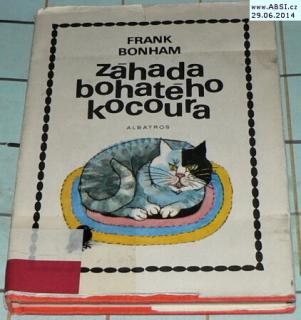 www.ABSI.cz
29.06.2014
FRANK
BONHAM
záhada
bohatého
kocoura
ALBATROS